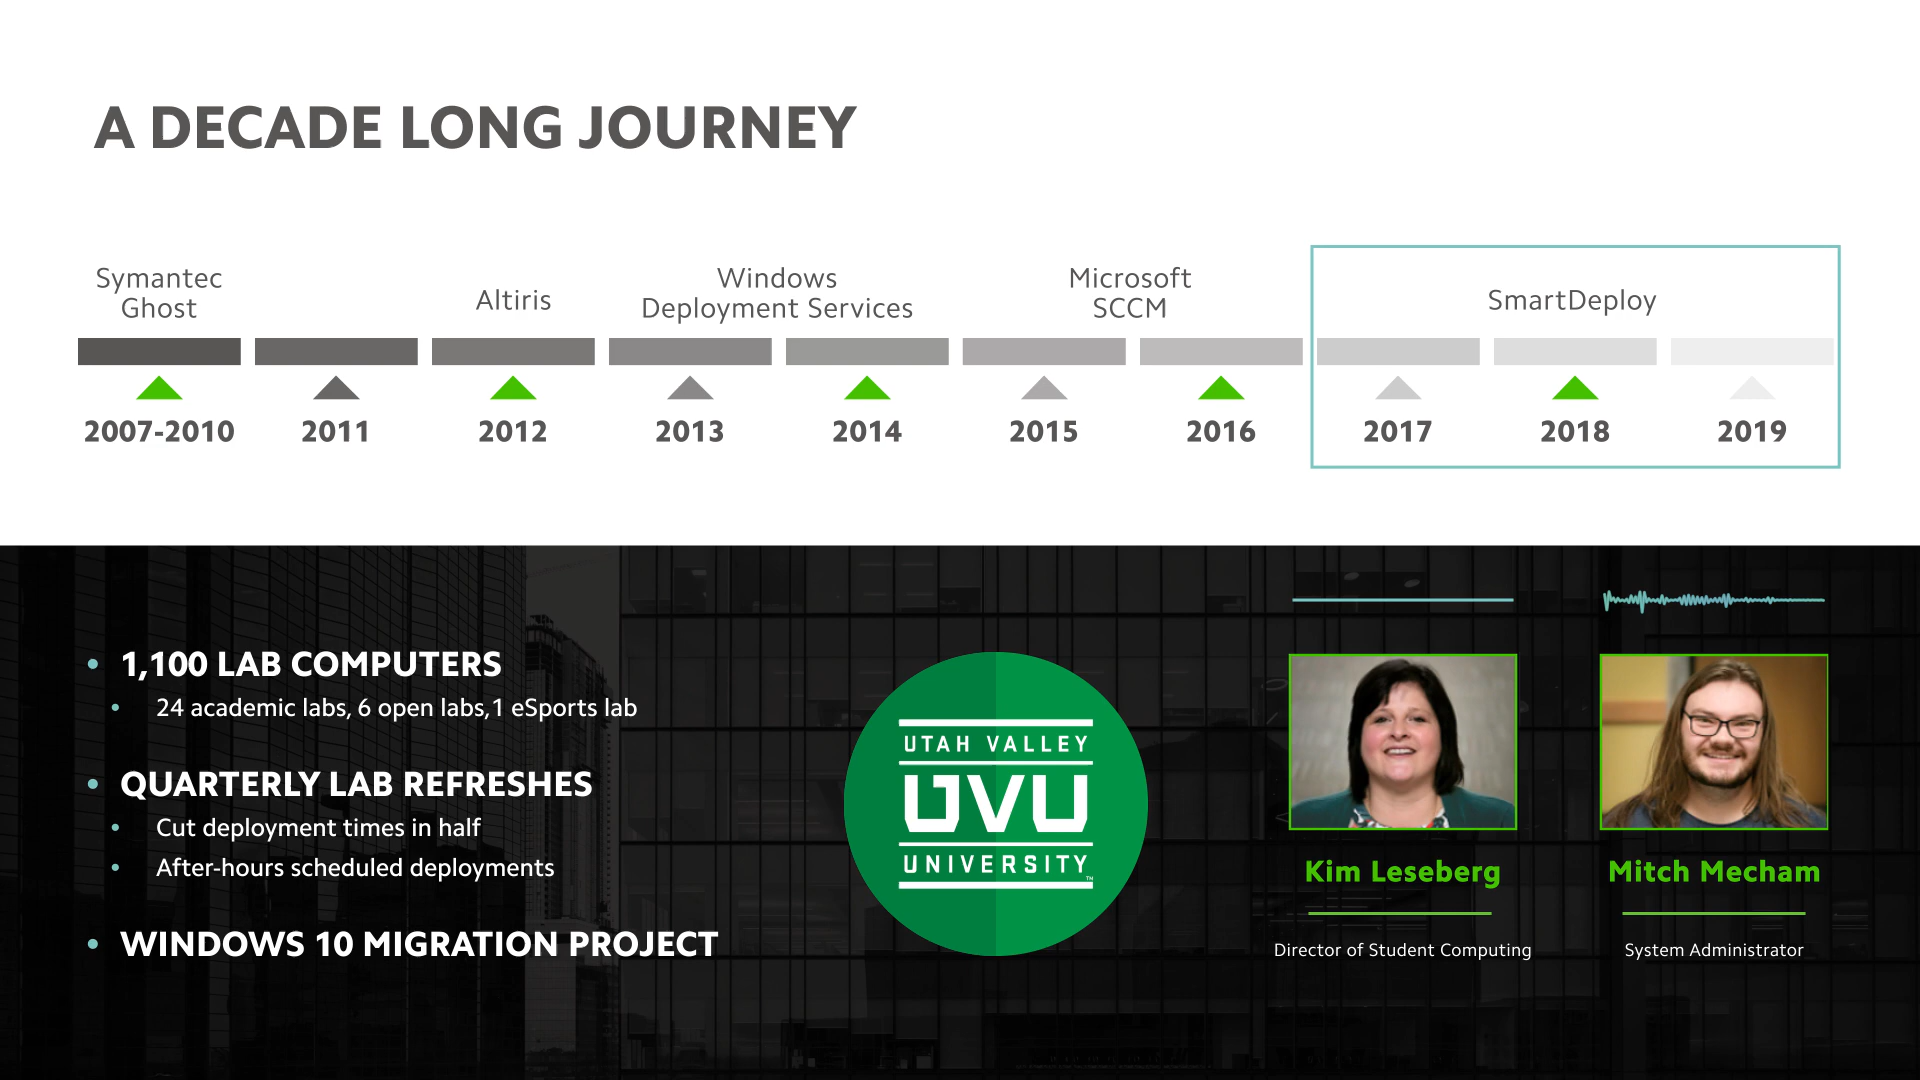 A DECADE LONG JOURNEY
Symantec
Ghost
Altiris
Windows
Deployment Services
Microsoft
SCCM
SmartDeploy
2007-2010 2011 2012 2013 2014 2015 2016 2017 2018 2019
• 1,100 LAB COMPUTERS
• 24 academic labs, 6 open labs,1 eSports lab
• QUARTERLY LAB REFRESHES
• Cut deployment times in half
• After-hours scheduled deployments
• WINDOWS 10 MIGRATION PROJECT
UTAH VALLEY
UVU
UNIVERSITY™
Kim Leseberg
Director of Student Computing
Mitch Mecham
System Administrator